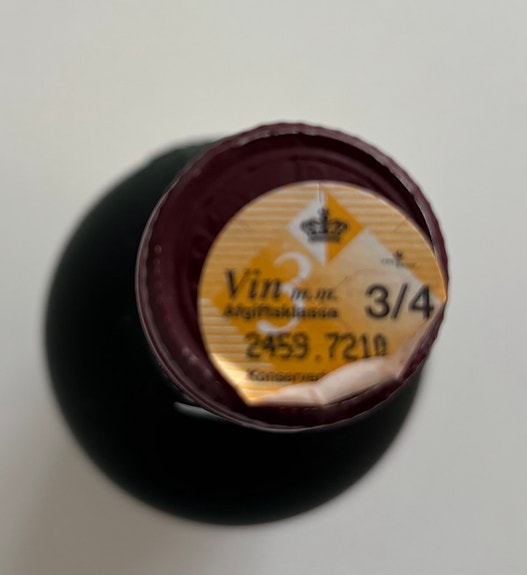 3
Vin m.m.
Afgiftsklasse
3/4
2459.7210